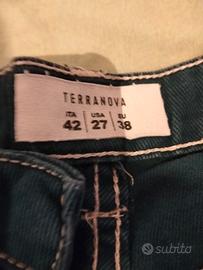 TERRANOVA
ITA USA EU
42 27 38
subito